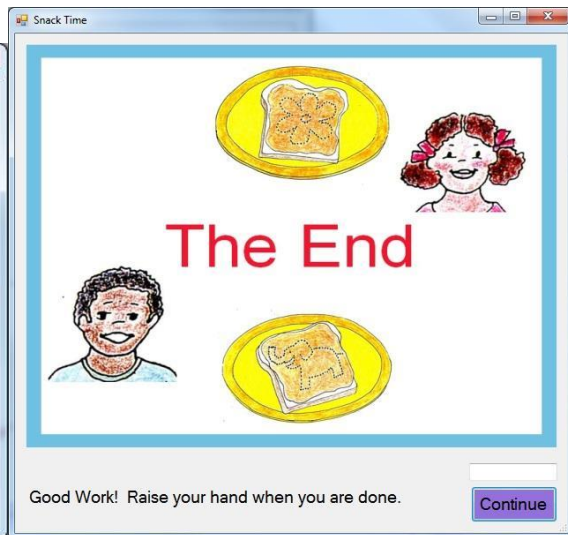 Snack Time
The End
Good Work!  Raise your hand when you are done.
Continue